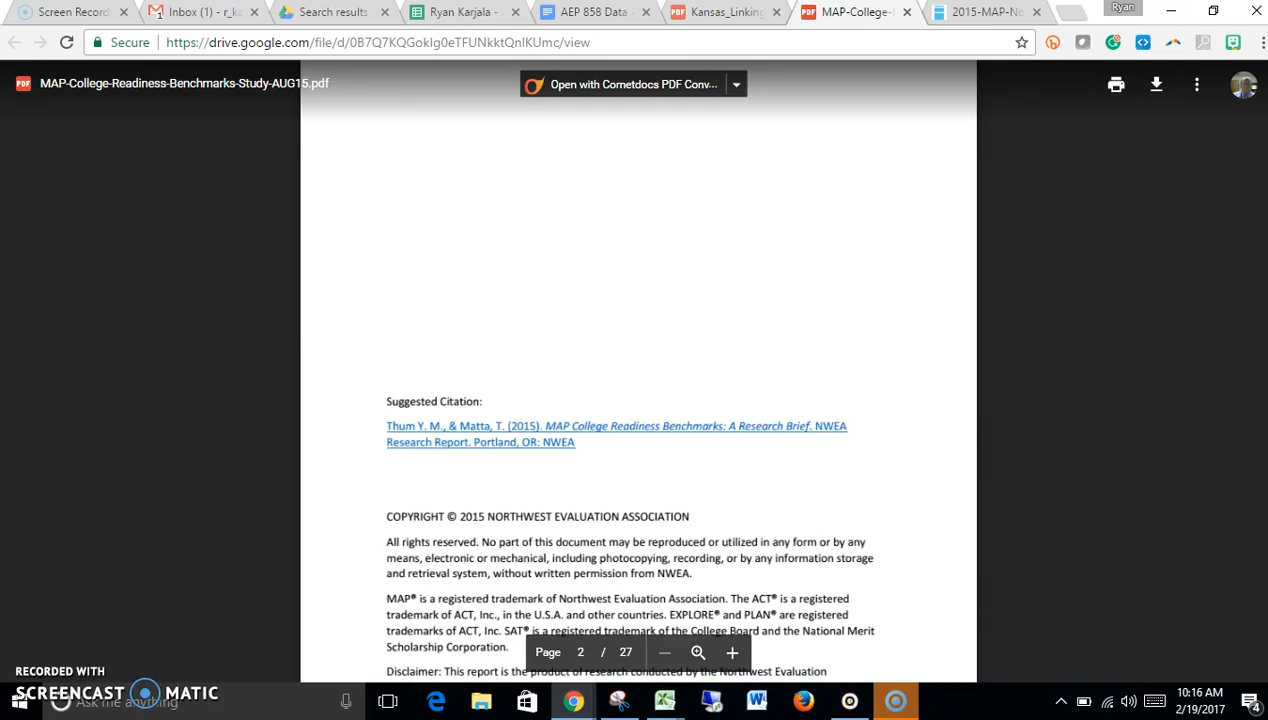 Ryan
Screen Record
Inbox (1) - r_ka
Search results
Ryan Karjala -
AEP 858 Data
Kansas_Linking
MAP-College-
2015-MAP-No
Secure
https://drive.google.com/file/d/0B7Q7KQGokIg0eTFUNkktQnlKUmc/view
PDF MAP-College-Readiness-Benchmarks-Study-AUG15.pdf
Open with Cometdocs PDF Conv...
Suggested Citation:
Thum Y. M., & Matta, T. (2015). MAP College Readiness Benchmarks: A Research Brief. NWEA
Research Report. Portland, OR: NWEA
COPYRIGHT © 2015 NORTHWEST EVALUATION ASSOCIATION
All rights reserved. No part of this document may be reproduced or utilized in any form or by any
means, electronic or mechanical, including photocopying, recording, or by any information storage
and retrieval system, without written permission from NWEA.
MAP® is a registered trademark of Northwest Evaluation Association. The ACT® is a registered
trademark of ACT, Inc., in the U.S.A. and other countries. EXPLORE® and PLAN® are registered
trademarks of ACT, Inc. SAT® is a registered trademark of the College Board and the National Merit
Scholarship Corporation.
Page 2 / 27
Disclaimer: This report is the product of research conducted by the Northwest Evaluation
RECORDED WITH
SCREENCAST MATIC
Ask me anything
10:16 AM
2/19/2017
4